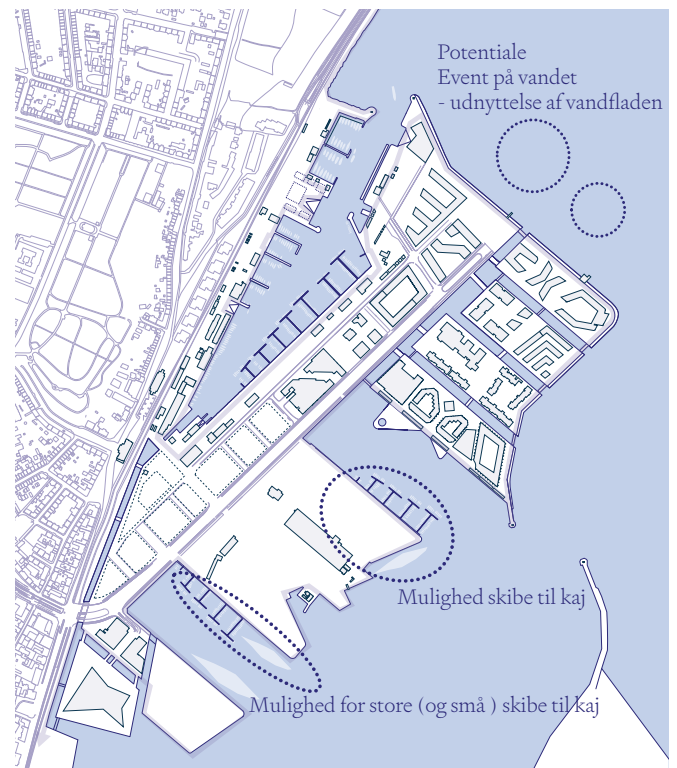 Potentiale
Event på vandet
- udnyttelse af vandfladen
Mulighed skibe til kaj
Mulighed for store (og små ) skibe til kaj